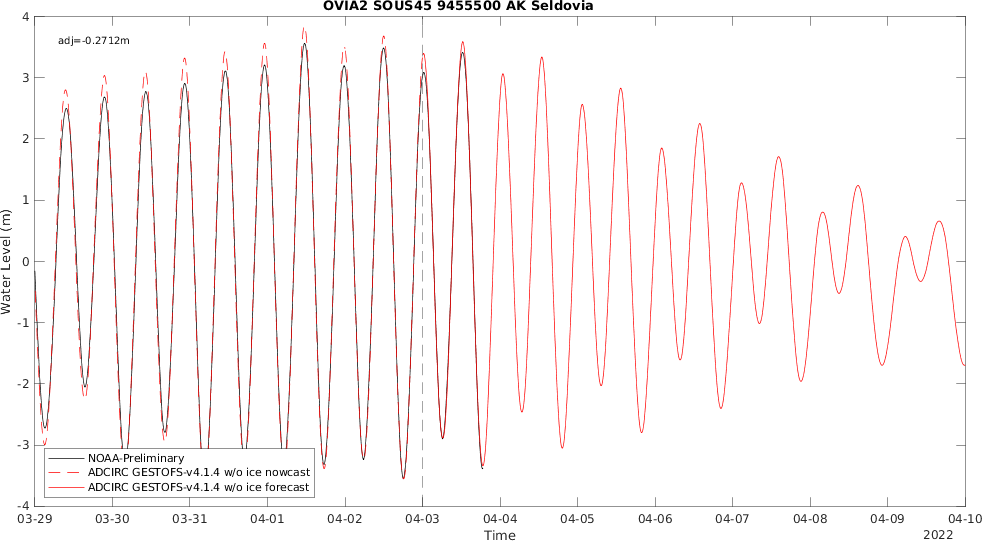 OVIA2 SOUS45 9455500 AK Seldovia
adj=-0.2712m
4
3
2
1
0
-1
-2
-3
-4
Water Level (m)
NOAA-Preliminary
ADCIRC GESTOFS-v4.1.4 w/o ice nowcast
ADCIRC GESTOFS-v4.1.4 w/o ice forecast
03-29 03-30 03-31 04-01 04-02 04-03 04-04 04-05 04-06 04-07 04-08 04-09 04-10
Time
2022